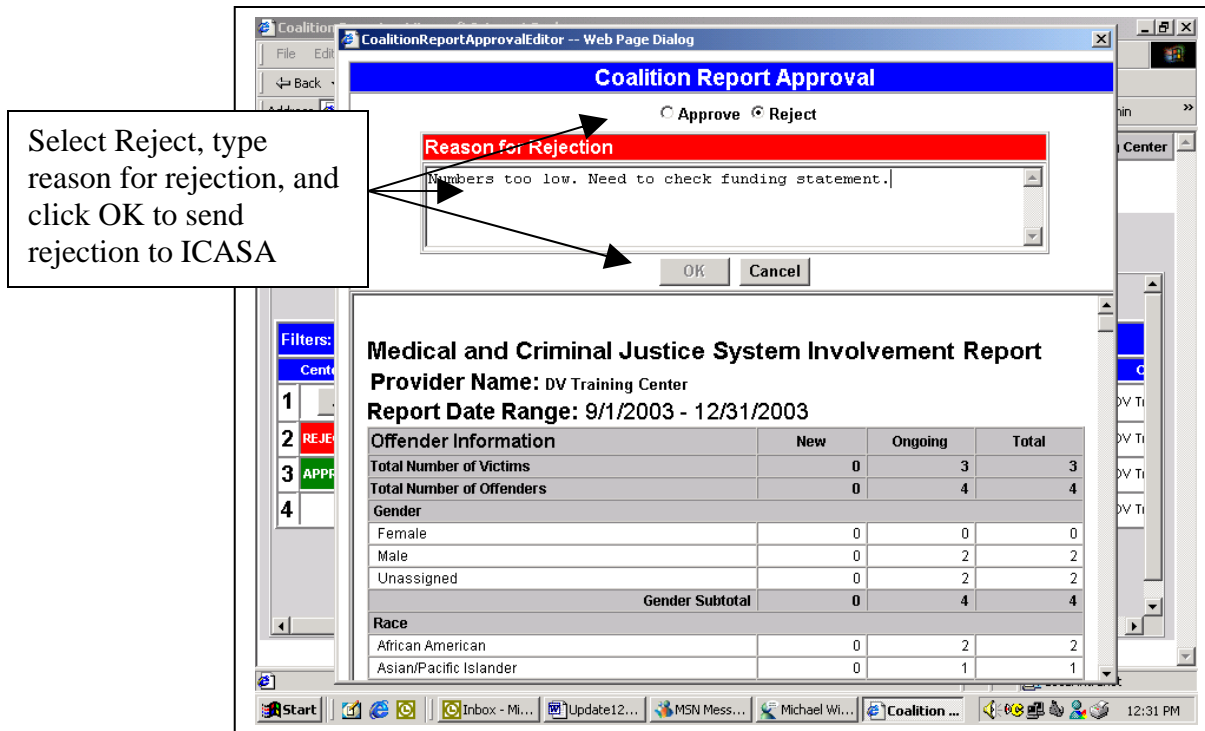 Coalition
CoalitionReportApprovalEditor -- Web Page Dialog
File Edit
Back
Coalition Report Approval
Approve Reject
Center
Select Reject, type
reason for rejection, and
click OK to send
rejection to ICASA
Reason for Rejection
Numbers too low. Need to check funding statement.
OK Cancel
Filters:
Medical and Criminal Justice System Involvement Report
Provider Name: DV Training Center
Report Date Range: 9/1/2003 - 12/31/2003
Offender Information New Ongoing Total
Total Number of Victims 0 3 3
Total Number of Offenders 0 4 4
Gender
Female 0 0 0
Male 0 2 2
Unassigned 0 2 2
Gender Subtotal 0 4 4
Race
African American 0 2 2
Asian/Pacific Islander 0 1 1
1
2 REJE
3 APPR
4
Start Inbox - Mi... Update12... MSN Mess... Michael Wi... Coalition ... 12:31 PM